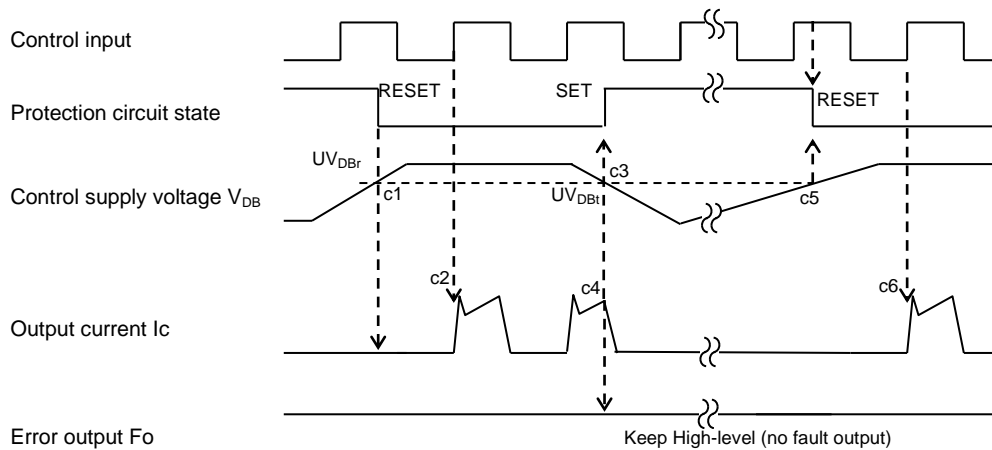 Control input
RESET
SET
RESET
Protection circuit state
UVDBr
c3
Control supply voltage VDB
c1
UVDBt
c5
c2
c4
c6
Output current Ic
Error output Fo
Keep High-level (no fault output)